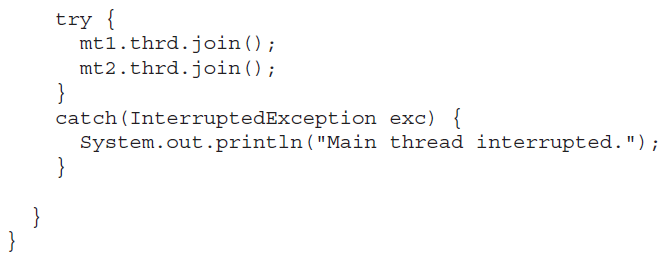 try {
      mt1.thrd.join();
      mt2.thrd.join();
    }
    catch(InterruptedException exc) {
      System.out.println("Main thread interrupted.");
    }

  }
}